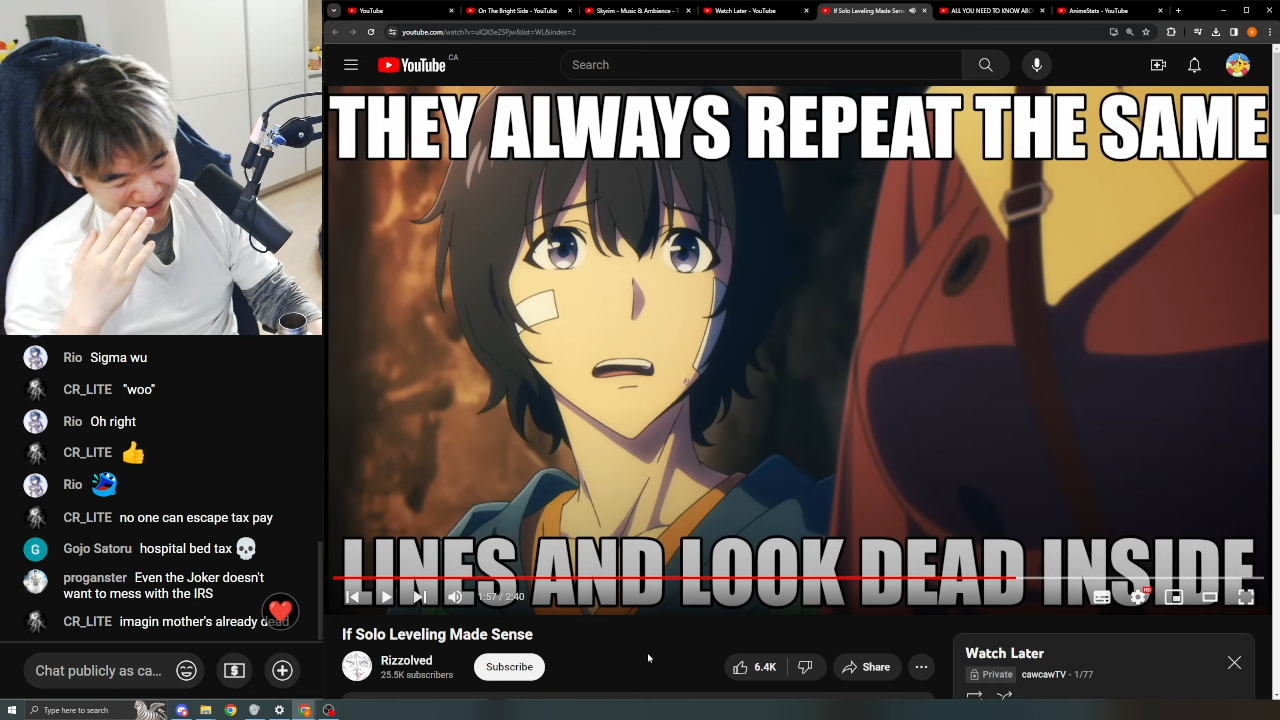 YouTube
On The Bright Side - YouTube
Skyrim - Music & Ambience - 
Watch Later - YouTube
If Solo Leveling Made Sens
ALL YOU NEED TO KNOW ABO
AnimeStats - YouTube
youtube.com/watch?v=uIQX3eZSPjw&list=WL&index=2
YouTube CA
Search
THEY ALWAYS REPEAT THE SAME
LINES AND LOOK DEAD INSIDE
1:57 / 2:40
HD
If Solo Leveling Made Sense
Rizzolved
25.5K subscribers
Subscribe
6.4K
Share
Watch Later
Private cawcawTV - 1/77
Rio Sigma wu
CR_LITE "woo"
Rio Oh right
CR_LITE
Rio
CR_LITE no one can escape tax pay
G
Gojo Satoru hospital bed tax
proganster Even the Joker doesn't
want to mess with the IRS
CR_LITE imagin mother's already dead
Chat publicly as ca...
Type here to search